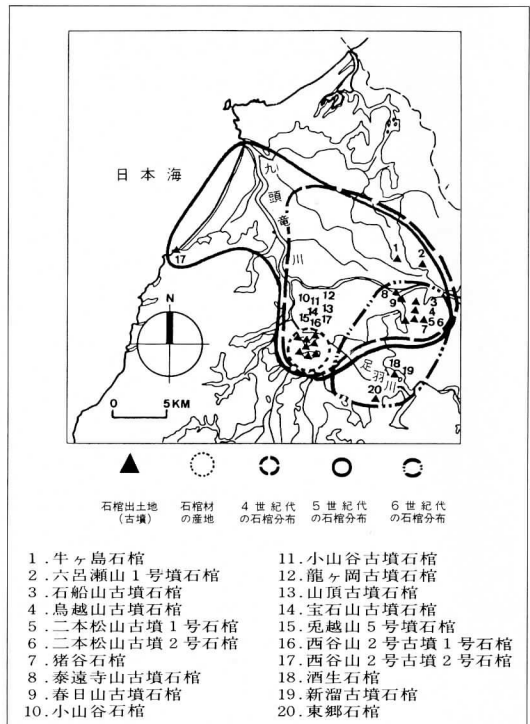 日本海
九頭竜川
1
2
17
8
9
3
4
5 6
7
10 11 12
14 13
15 16 17
足羽川
18
19
20
N
0 5KM
石棺出土地
(古墳)
石棺材
の産地
4世紀代
の石棺分布
5世紀代
の石棺分布
6世紀代
の石棺分布
1.牛ヶ島石棺
2.六呂瀬山1号墳石棺
3.石船山古墳石棺
4.鳥越山古墳石棺
5.二本松山古墳1号石棺
6.二本松山古墳2号石棺
7.猪谷石棺
8.泰遠寺山古墳石棺
9.春日山古墳石棺
10.小山谷石棺
11.小山谷古墳石棺
12.龍ヶ岡古墳石棺
13.山頂古墳石棺
14.宝石山古墳石棺
15.兎越山5号墳石棺
16.西谷山2号古墳1号石棺
17.西谷山2号古墳2号石棺
18.酒生石棺
19.新溜古墳石棺
20.東郷石棺